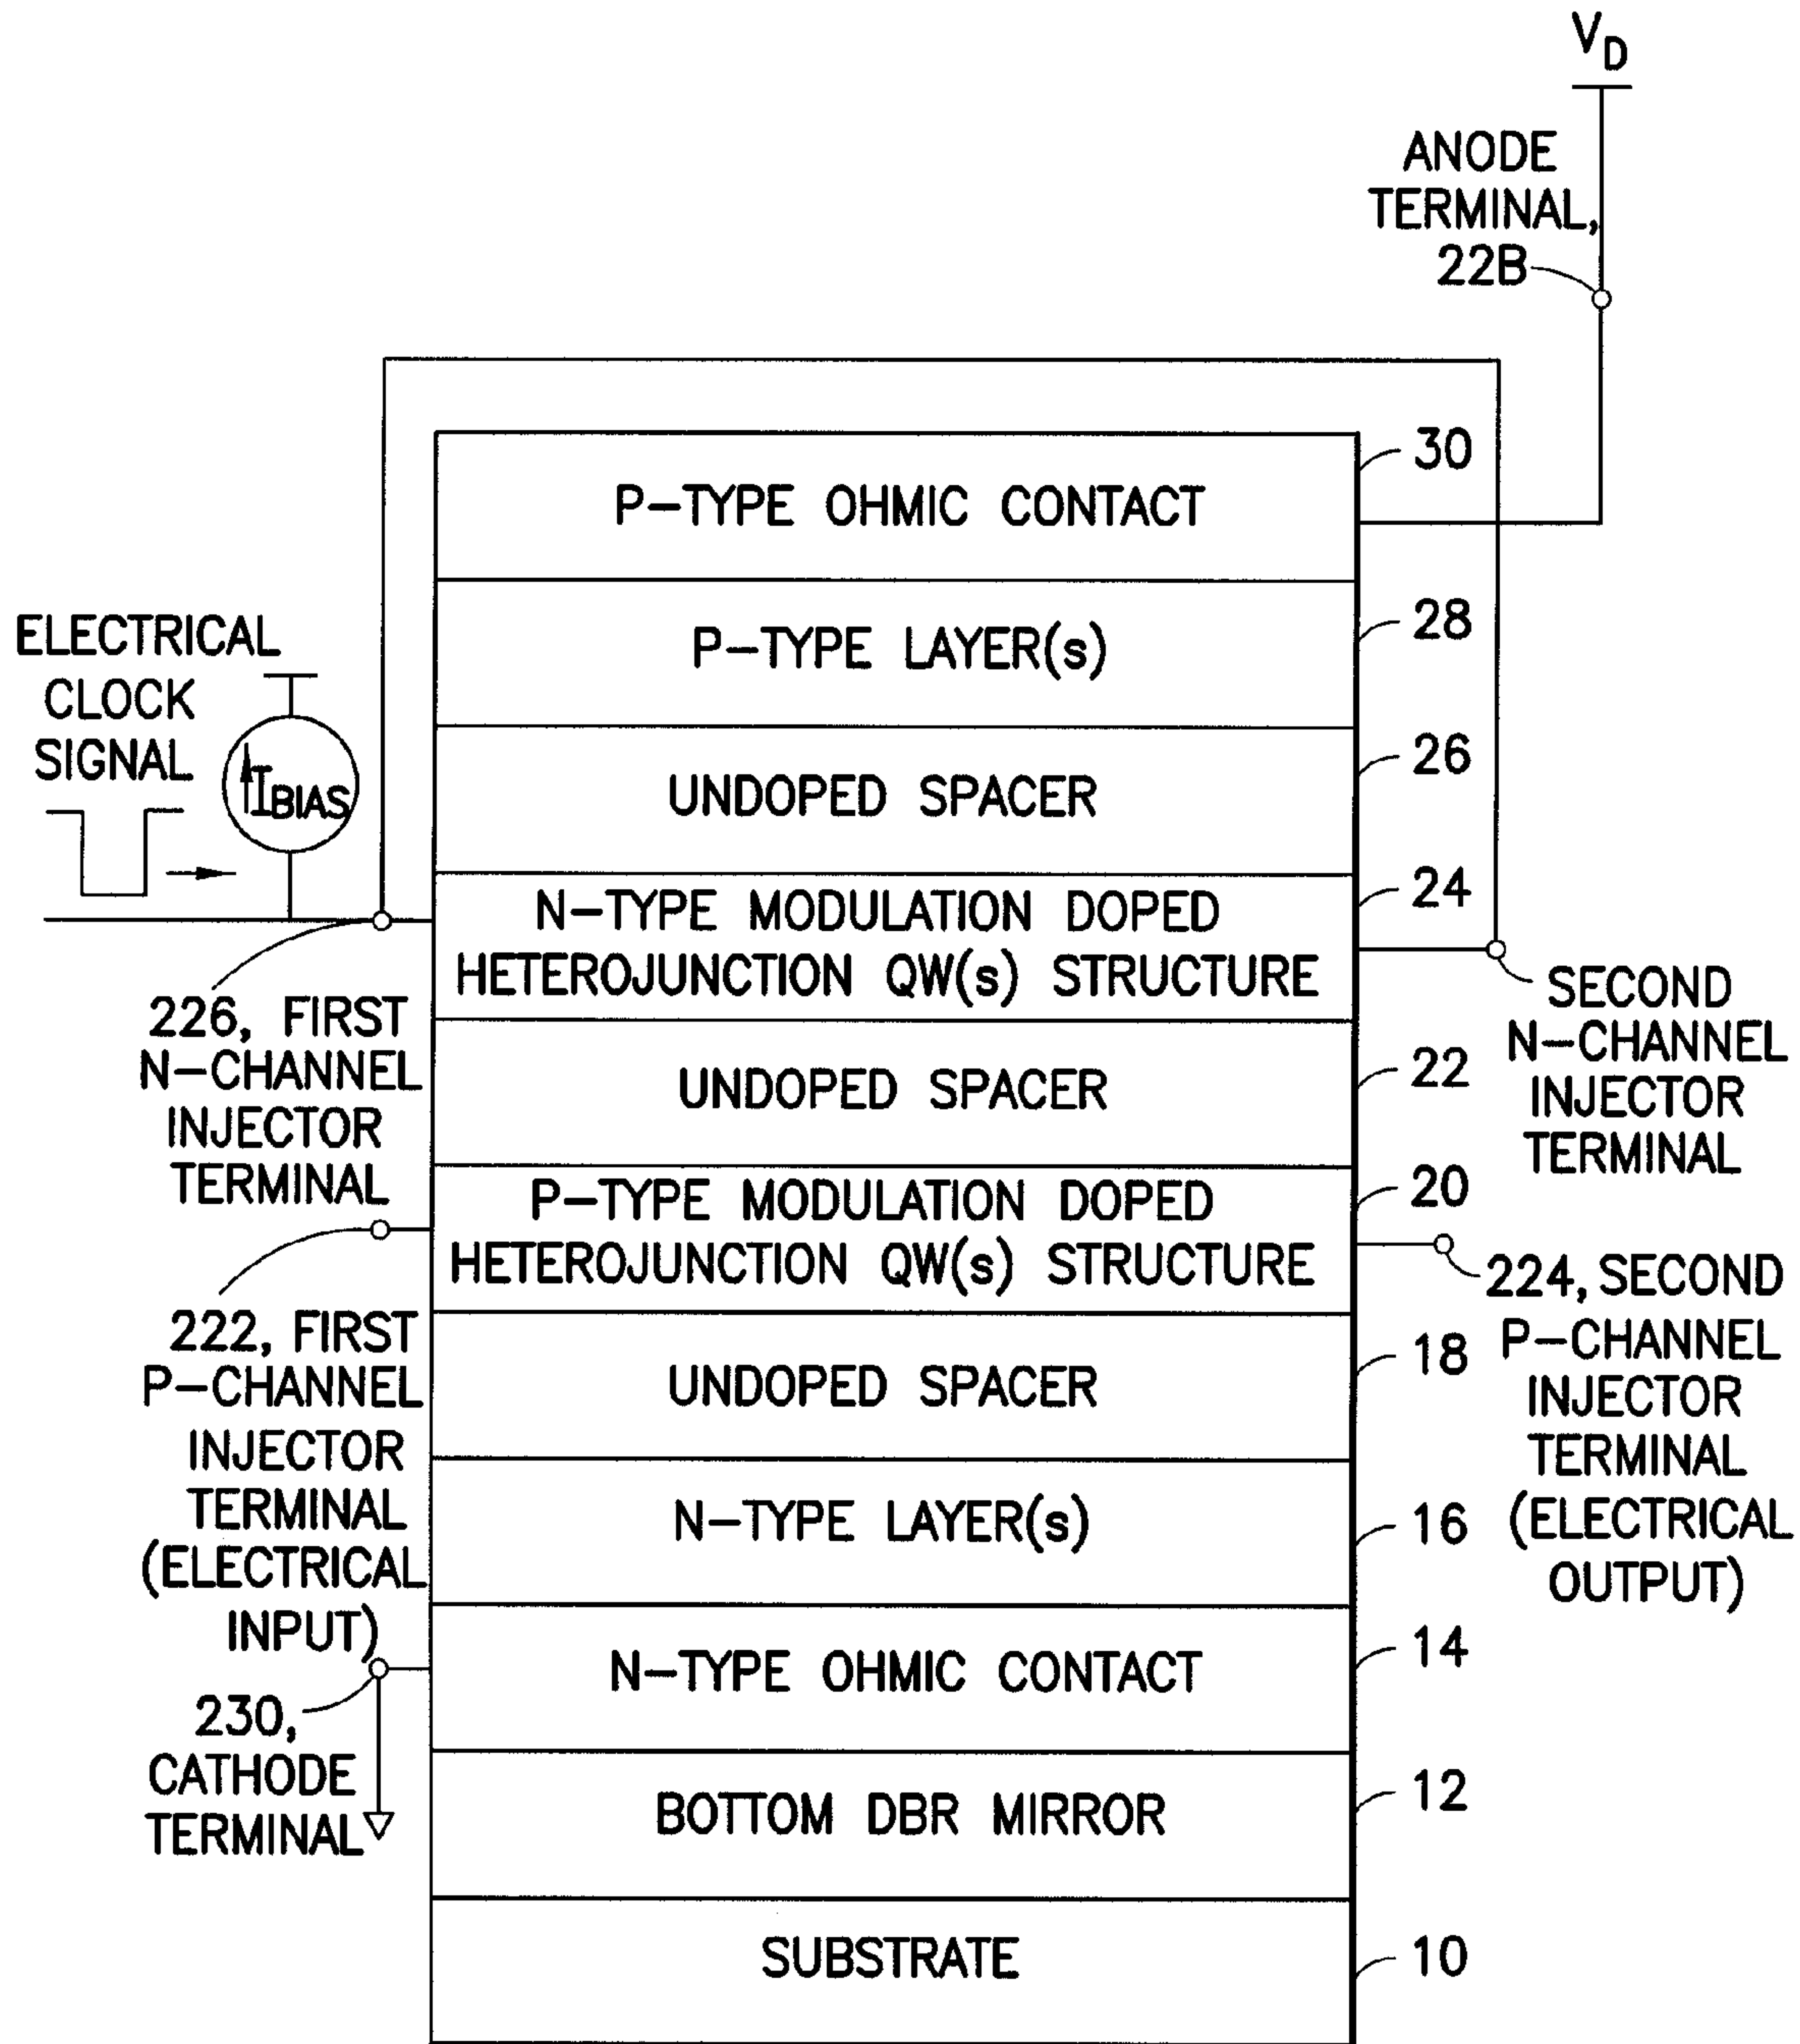 V_D
ANODE
TERMINAL,
22B
30
P-TYPE OHMIC CONTACT
28
P-TYPE LAYER(s)
ELECTRICAL
CLOCK
SIGNAL
I_BIAS
26
UNDOPED SPACER
24
N-TYPE MODULATION DOPED
HETEROJUNCTION QW(s) STRUCTURE
226, FIRST
N-CHANNEL
INJECTOR
TERMINAL
SECOND
N-CHANNEL
INJECTOR
TERMINAL
22
UNDOPED SPACER
20
P-TYPE MODULATION DOPED
HETEROJUNCTION QW(s) STRUCTURE
222, FIRST
P-CHANNEL
INJECTOR
TERMINAL
(ELECTRICAL
INPUT)
224, SECOND
P-CHANNEL
INJECTOR
TERMINAL
(ELECTRICAL
OUTPUT)
18
UNDOPED SPACER
N-TYPE LAYER(s)
16
14
N-TYPE OHMIC CONTACT
230,
CATHODE
TERMINAL
12
BOTTOM DBR MIRROR
SUBSTRATE
10